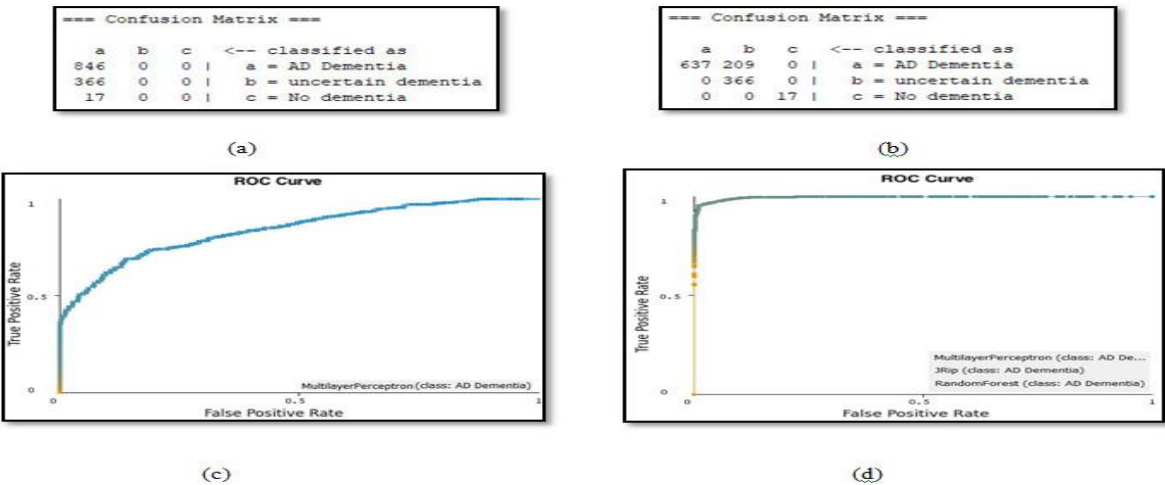 === Confusion Matrix ===
a b c <-- classified as
846 0 0 | a = AD Dementia
366 0 0 | b = uncertain dementia
17 0 0 | c = No dementia
(a)
=== Confusion Matrix ===
a b c <-- classified as
637 209 0 | a = AD Dementia
0 366 0 | b = uncertain dementia
0 0 17 | c = No dementia
(b)
ROC Curve
1
0.5
0
True Positive Rate
MultilayerPerceptron (class: AD Dementia)
0 0.5 1
False Positive Rate
(c)
ROC Curve
1
0.5
0
True Positive Rate
MultilayerPerceptron (class: AD De...
JRip (class: AD Dementia)
RandomForest (class: AD Dementia)
0 0.5 1
False Positive Rate
(d)